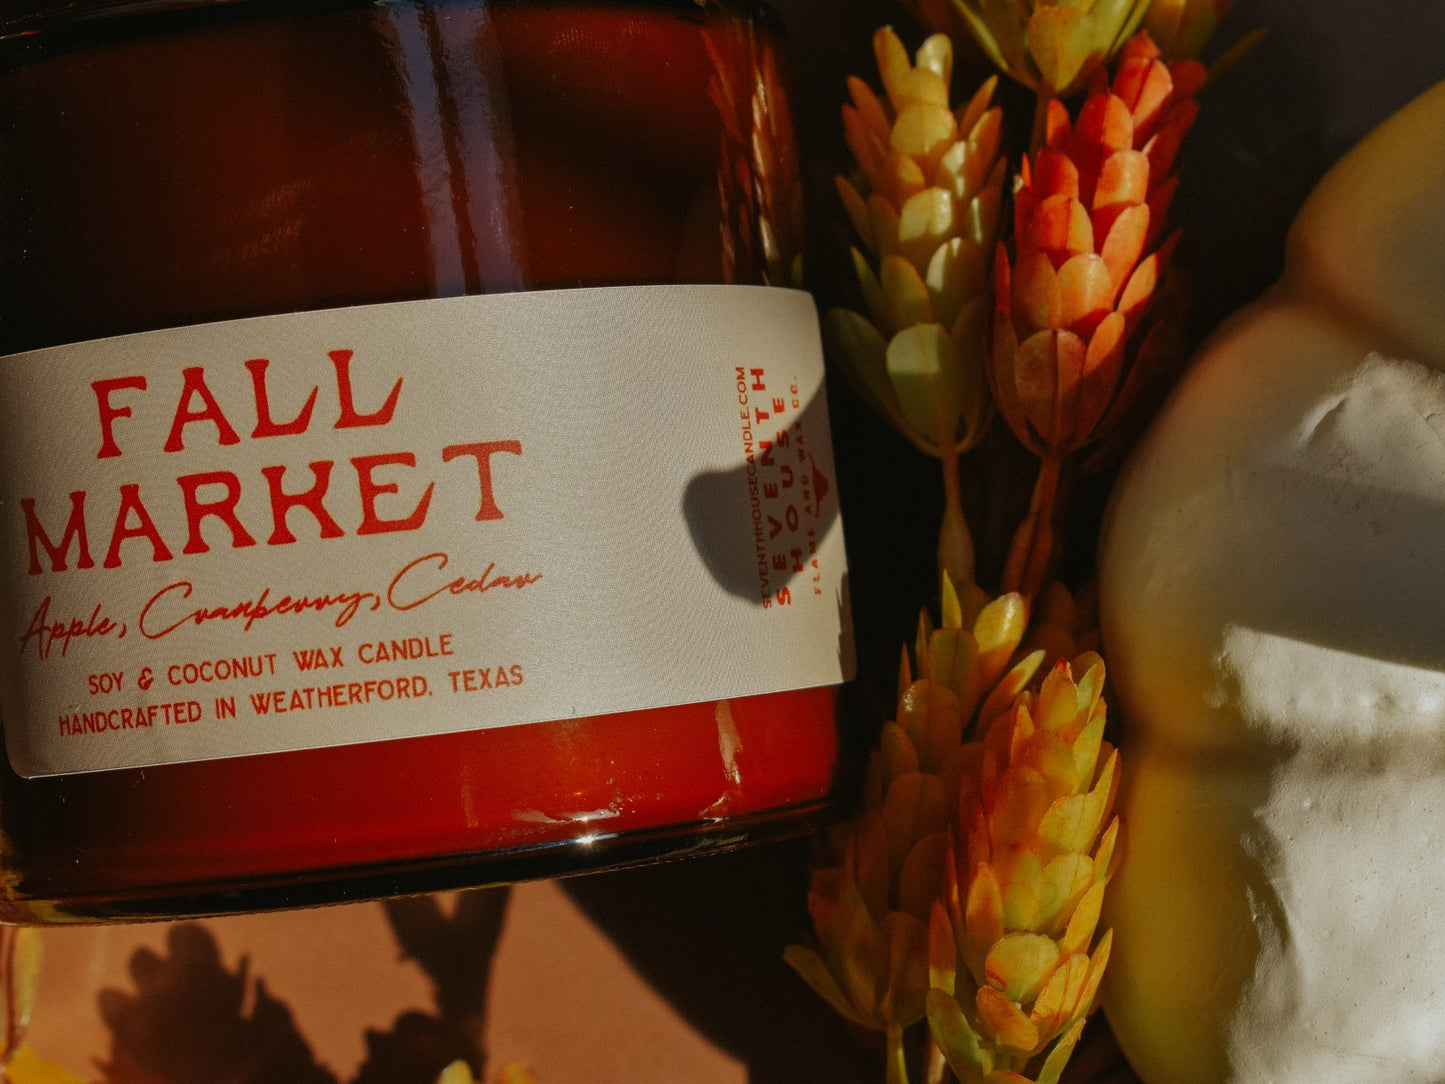 FALL
MARKET
Apple, Cranberry, Cedar
SOY & COCONUT WAX CANDLE
HANDCRAFTED IN WEATHERFORD, TEXAS
SEVENTHHOUSECANDLE.COM
SEVENTH
HOUSE
FLAME AND WAX CO.